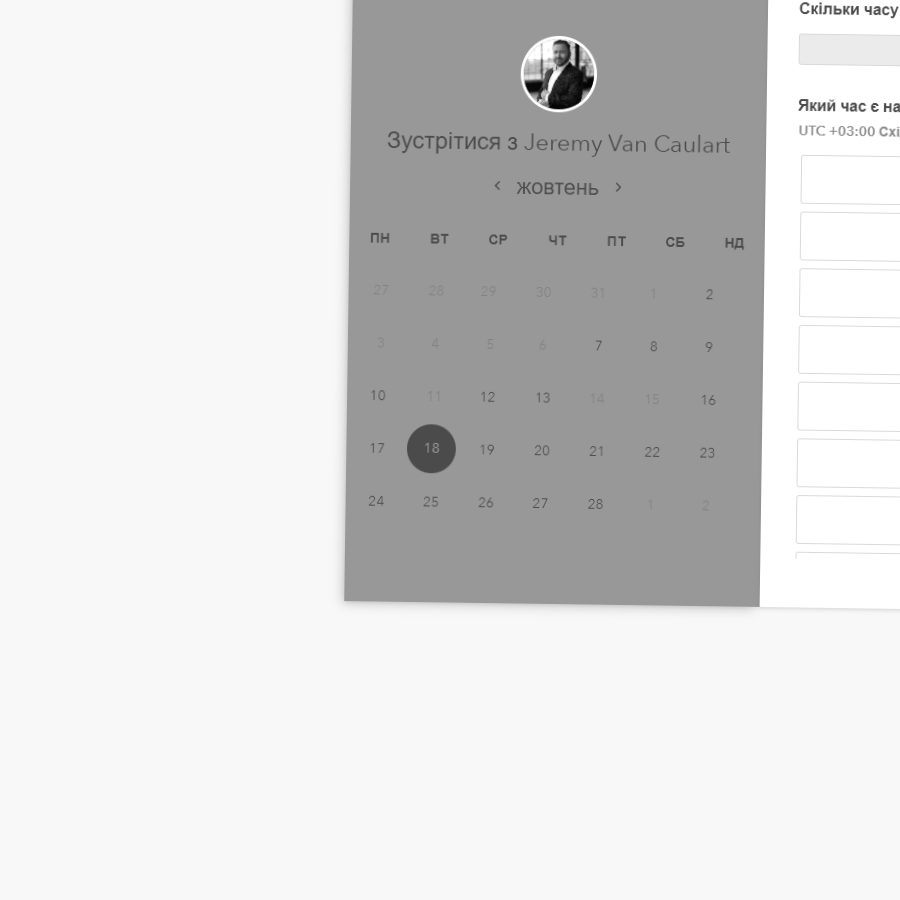 Скільки часу
Який час є на
UTC +03:00 Схі
Зустрітися з Jeremy Van Caulart
жовтень
ПН ВТ СР ЧТ ПТ СБ НД
27 28 29 30 31 1 2
3 4 5 6 7 8 9
10 11 12 13 14 15 16
17 18 19 20 21 22 23
24 25 26 27 28 1 2